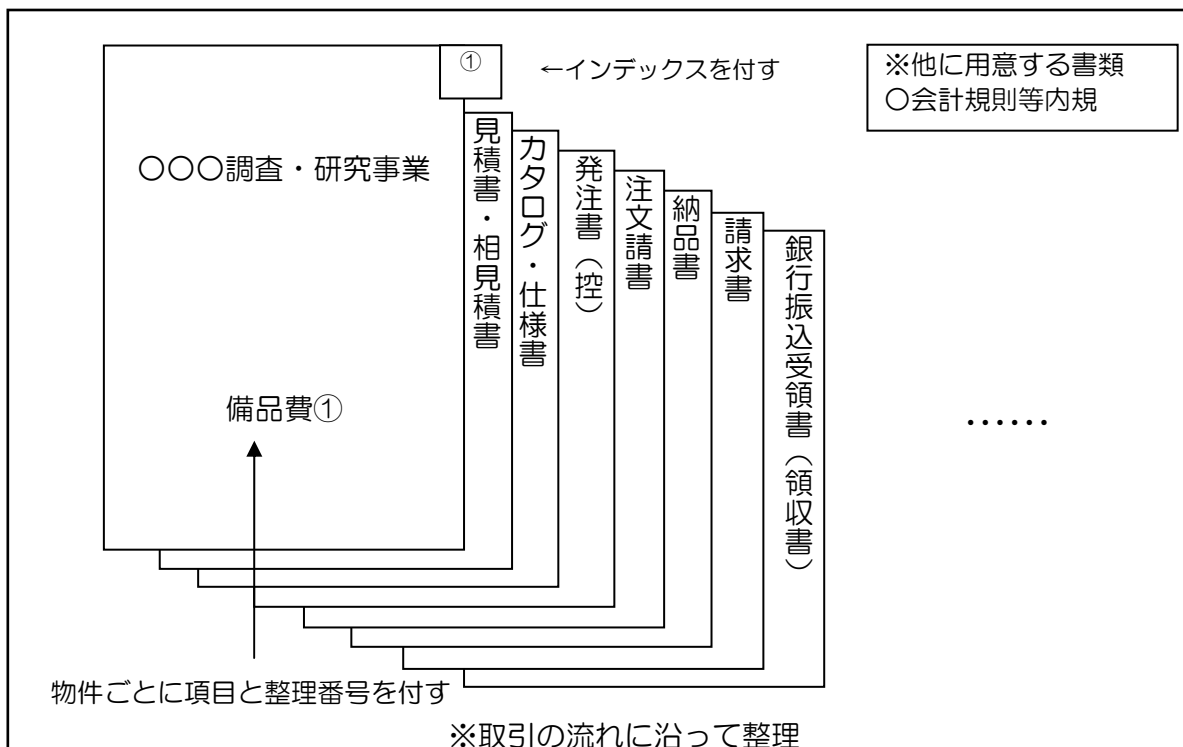 ①
←インデックスを付す
※他に用意する書類
〇会計規則等内規
〇〇〇調査・研究事業
見積書・相見積書
カタログ・仕様書
発注書（控）
注文請書
納品書
請求書
銀行振込受領書（領収書）
備品費①
……
物件ごとに項目と整理番号を付す
※取引の流れに沿って整理